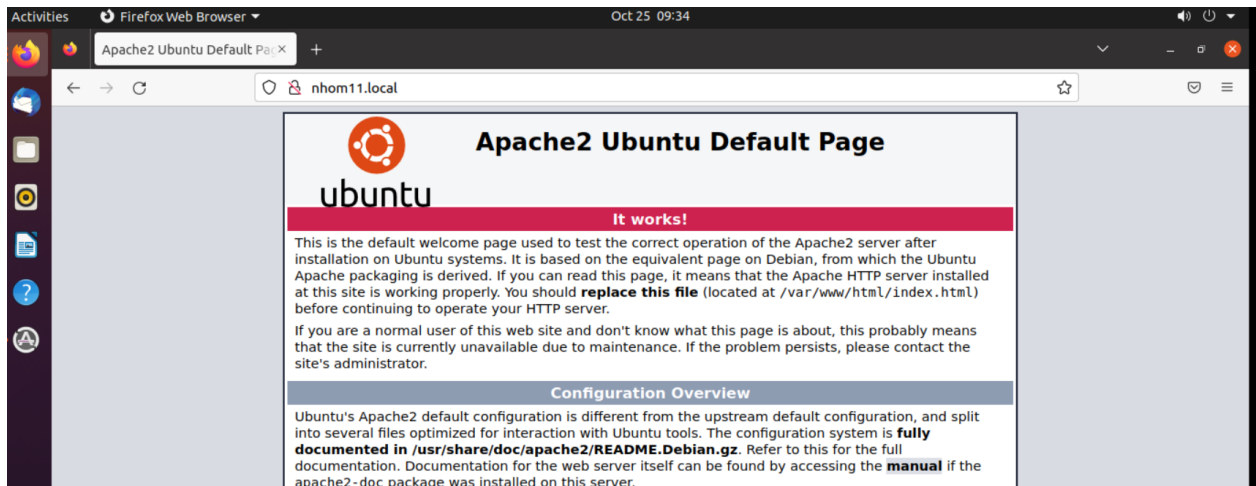 Activities Firefox Web Browser Oct 25 09:34
Apache2 Ubuntu Default Pag
nhom11.local
ubuntu
Apache2 Ubuntu Default Page
It works!
This is the default welcome page used to test the correct operation of the Apache2 server after
installation on Ubuntu systems. It is based on the equivalent page on Debian, from which the Ubuntu
Apache packaging is derived. If you can read this page, it means that the Apache HTTP server installed
at this site is working properly. You should replace this file (located at /var/www/html/index.html)
before continuing to operate your HTTP server.
If you are a normal user of this web site and don't know what this page is about, this probably means
that the site is currently unavailable due to maintenance. If the problem persists, please contact the
site's administrator.
Configuration Overview
Ubuntu's Apache2 default configuration is different from the upstream default configuration, and split
into several files optimized for interaction with Ubuntu tools. The configuration system is fully
documented in /usr/share/doc/apache2/README.Debian.gz. Refer to this for the full
documentation. Documentation for the web server itself can be found by accessing the manual if the
apache2-doc package was installed on this server.